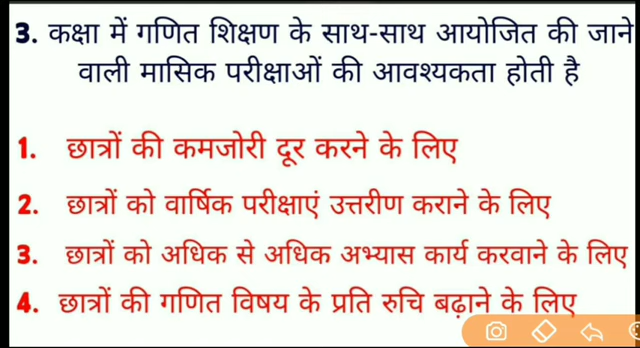 3. कक्षा में गणित शिक्षण के साथ-साथ आयोजित की जाने
वाली मासिक परीक्षाओं की आवश्यकता होती है
1. छात्रों की कमजोरी दूर करने के लिए
2. छात्रों को वार्षिक परीक्षाएं उत्तरीण कराने के लिए
3. छात्रों को अधिक से अधिक अभ्यास कार्य करवाने के लिए
4. छात्रों की गणित विषय के प्रति रुचि बढ़ाने के लिए